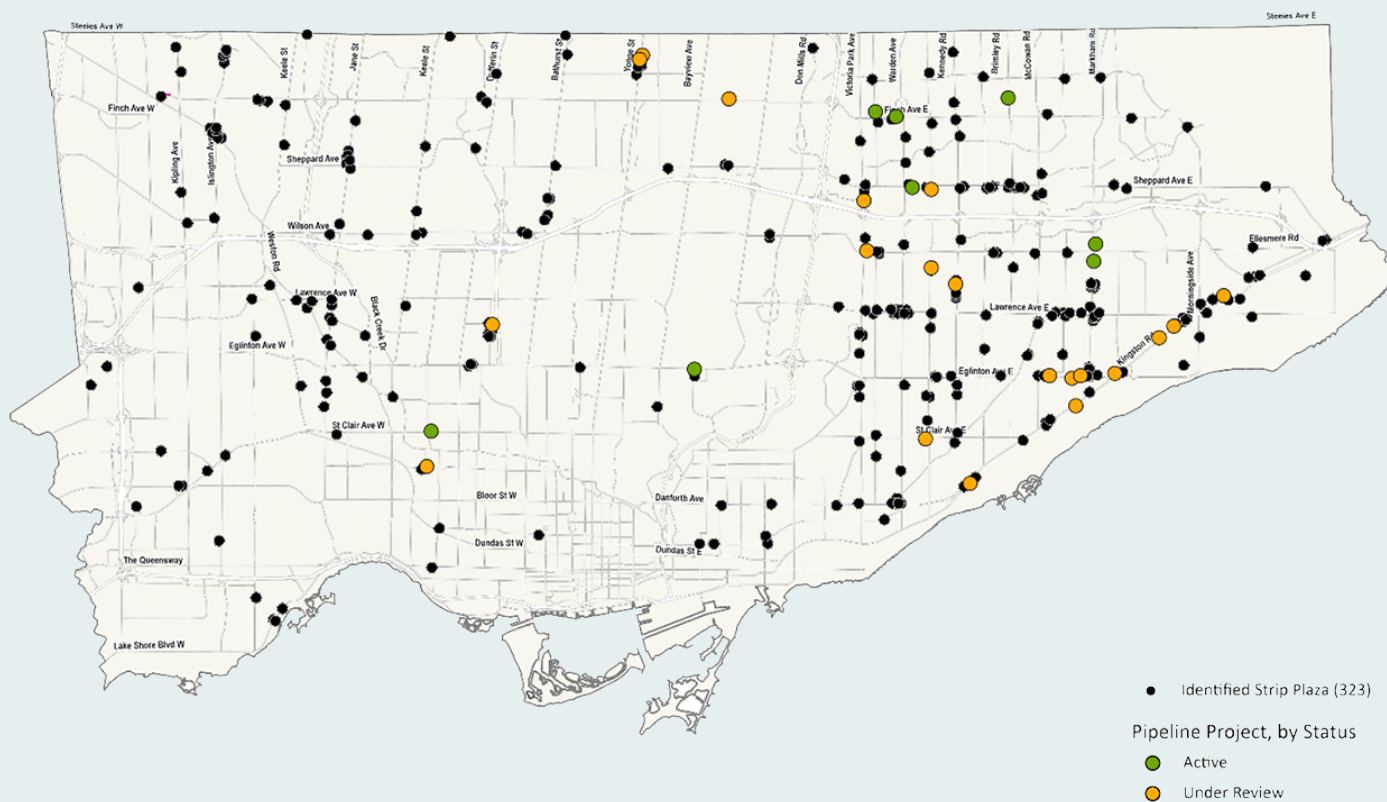 Steeles Ave W
Steeles Ave E
Keele St
Jane St
Keele St
Dufferin St
Bathurst St
Yonge St
Bayview Ave
Don Mills Rd
Victoria Park Ave
Warden Ave
Kennedy Rd
Brimley Rd
McCowan Rd
Markham Rd
Finch Ave W
Finch Ave E
Kipling Ave
Islington Ave
Sheppard Ave
Sheppard Ave E
Wilson Ave
Weston Rd
Ellesmere Rd
Morningside Ave
Lawrence Ave W
Black Creek Dr
Lawrence Ave E
Eglinton Ave W
Kingston Rd
Eglinton Ave E
St Clair Ave W
St Clair Ave E
Bloor St W
Danforth Ave
Dundas St W
Dundas St E
The Queensway
Lake Shore Blvd W
Identified Strip Plaza (323)
Pipeline Project, by Status
Active
Under Review